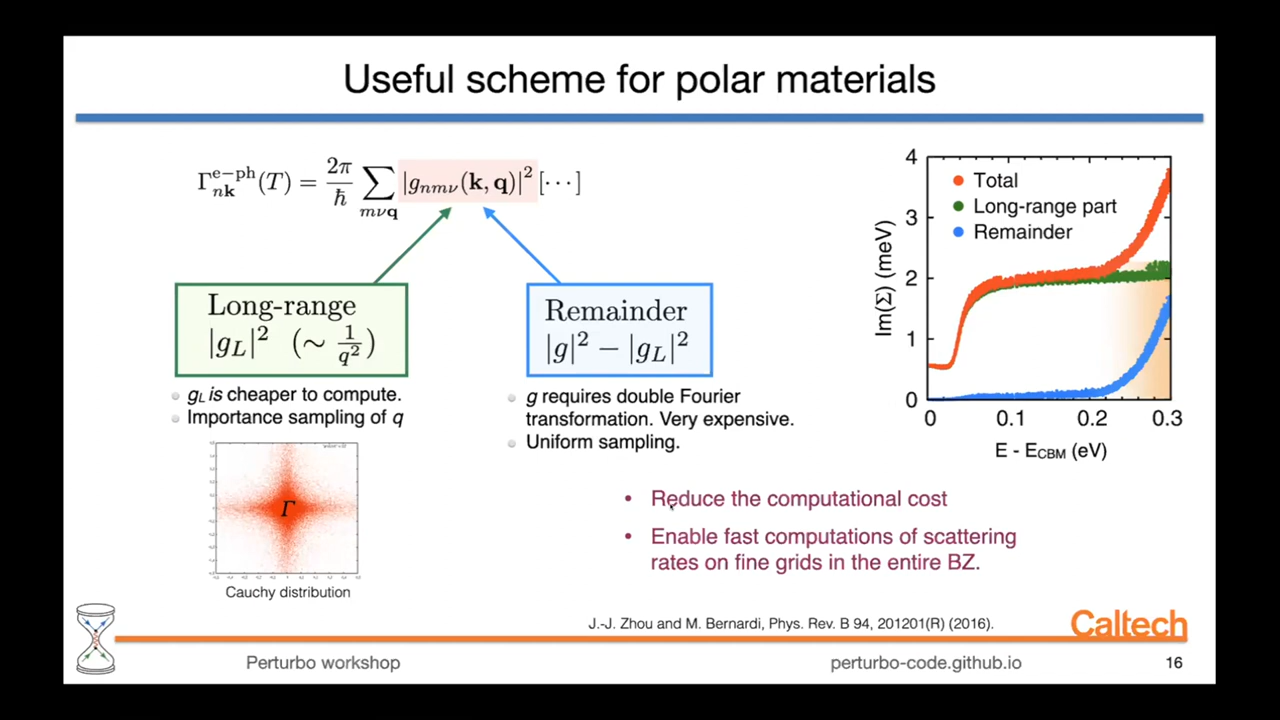 Useful scheme for polar materials
Γ_{nk}^{e−ph}(T) = 2π/ħ ∑_{mνq} |g_{nmν}(k, q)|² [⋯]
Long-range
|g_L|² (∼ 1/q²)
Remainder
|g|² − |g_L|²
g_L is cheaper to compute.
Importance sampling of q
g requires double Fourier
transformation. Very expensive.
Uniform sampling.
Γ
Cauchy distribution
Total
Long-range part
Remainder
Im(Σ) (meV)
4
3
2
1
0
0 0.1 0.2 0.3
E - E_CBM (eV)
• Reduce the computational cost
• Enable fast computations of scattering
rates on fine grids in the entire BZ.
J.-J. Zhou and M. Bernardi, Phys. Rev. B 94, 201201(R) (2016).
Caltech
Perturbo workshop
perturbo-code.github.io
16